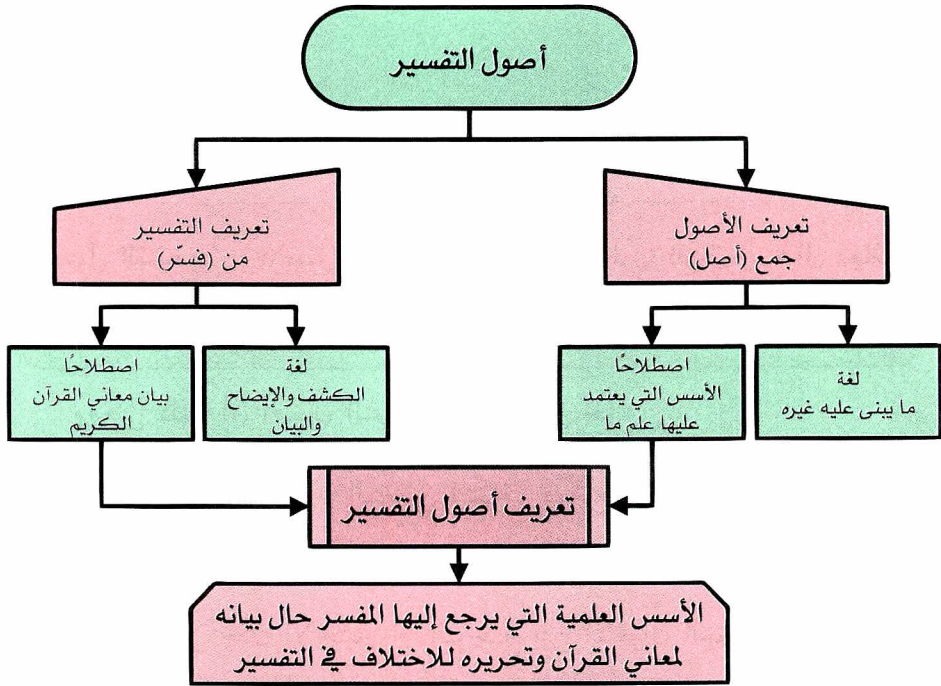 أصول التفسير
تعريف الأصول
جمع (أصل)
تعريف التفسير
من (فسّر)
لغة
ما يبنى عليه غيره
اصطلاحًا
الأسس التي يعتمد
عليها علم ما
لغة
الكشف والإيضاح
والبيان
اصطلاحًا
بيان معاني القرآن
الكريم
تعريف أصول التفسير
الأسس العلمية التي يرجع إليها المفسر حال بيانه
لمعاني القرآن وتحريره للاختلاف في التفسير